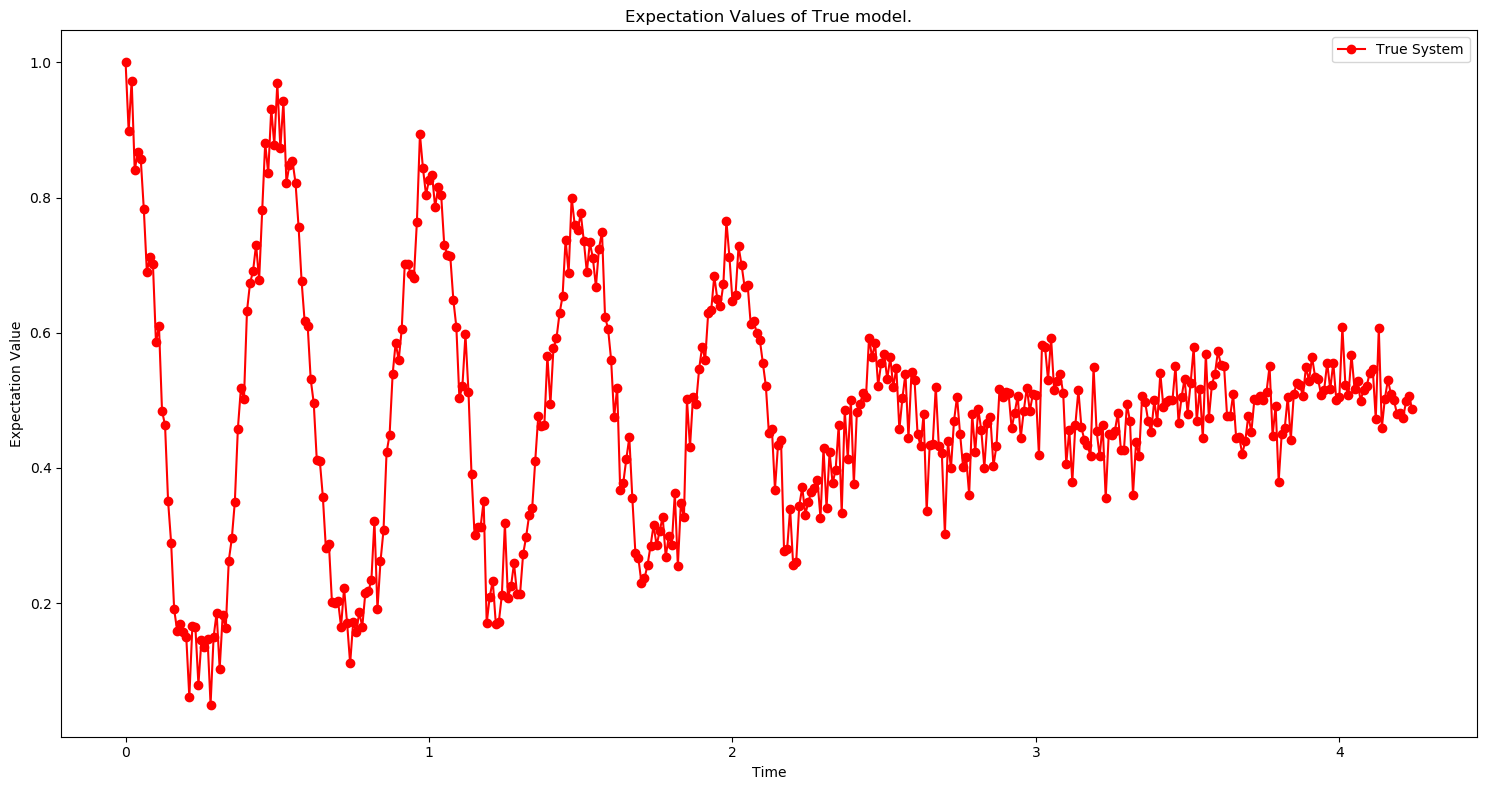 Expectation Values of True model.
True System
Expectation Value
1.0
0.8
0.6
0.4
0.2
0
1
2
3
4
Time